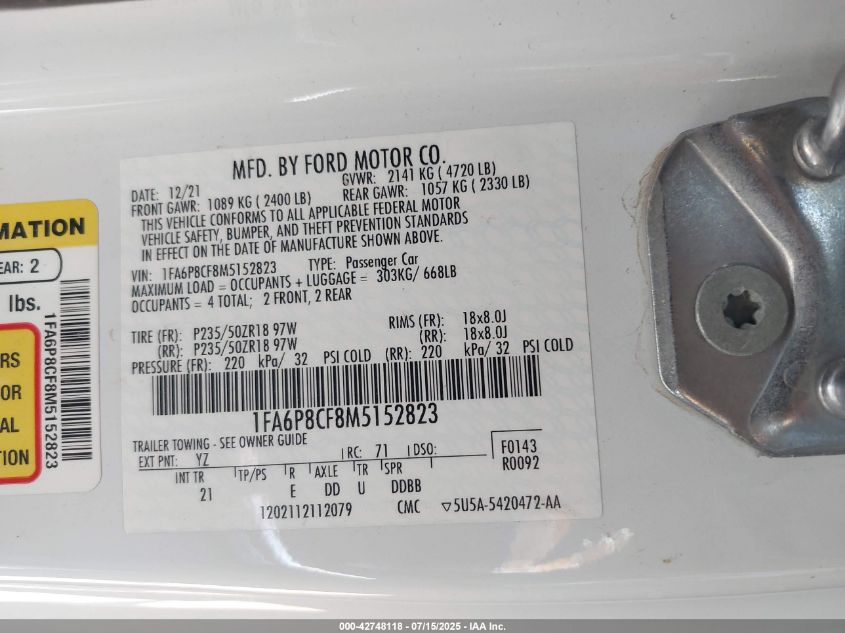 MATION
EAR: 2
lbs.
1FA6P8CF8M5152823
RS
OR
AL
TION
MFD. BY FORD MOTOR CO.
DATE: 12/21 GVWR: 2141 KG ( 4720 LB)
FRONT GAWR: 1089 KG ( 2400 LB) REAR GAWR: 1057 KG ( 2330 LB)
THIS VEHICLE CONFORMS TO ALL APPLICABLE FEDERAL MOTOR
VEHICLE SAFETY, BUMPER, AND THEFT PREVENTION STANDARDS
IN EFFECT ON THE DATE OF MANUFACTURE SHOWN ABOVE.
VIN: 1FA6P8CF8M5152823 TYPE: Passenger Car
MAXIMUM LOAD = OCCUPANTS + LUGGAGE = 303KG/ 668LB
OCCUPANTS = 4 TOTAL; 2 FRONT, 2 REAR
TIRE (FR): P235/50ZR18 97W RIMS (FR): 18x8.0J
(RR): P235/50ZR18 97W (RR): 18x8.0J
PRESSURE (FR): 220 kPa/ 32 PSI COLD (RR): 220 kPa/ 32 PSI COLD
1FA6P8CF8M5152823
TRAILER TOWING - SEE OWNER GUIDE
EXT PNT: YZ RC: 71 DSO: F0143
INT TR TP/PS R AXLE TR SPR R0092
21 E DD U DDBB
1202112112079 CMC ▽5U5A-5420472-AA
000-42748118 - 07/15/2025 - IAA Inc.